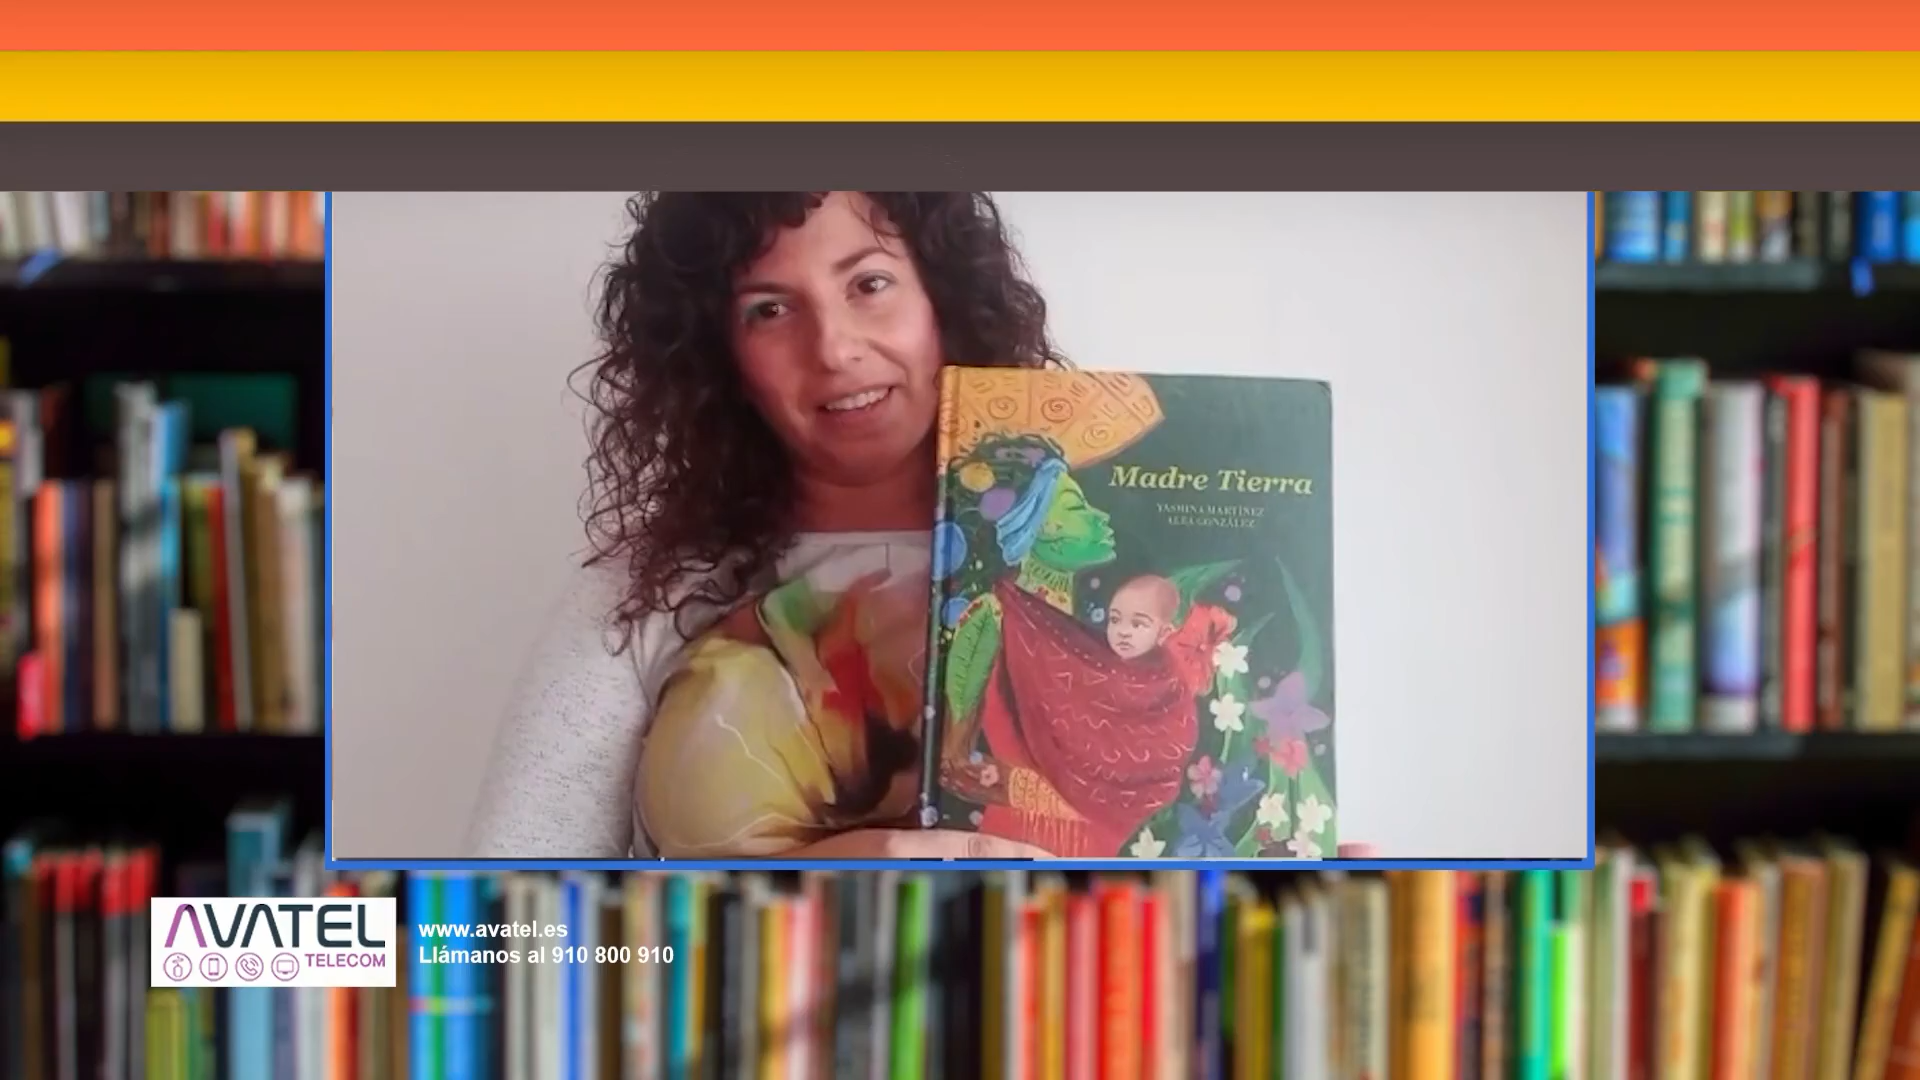 Madre Tierra
YASMINA MARTÍNEZ
ALBA GONZÁLEZ
AVATEL
TELECOM
www.avatel.es
Llámanos al 910 800 910